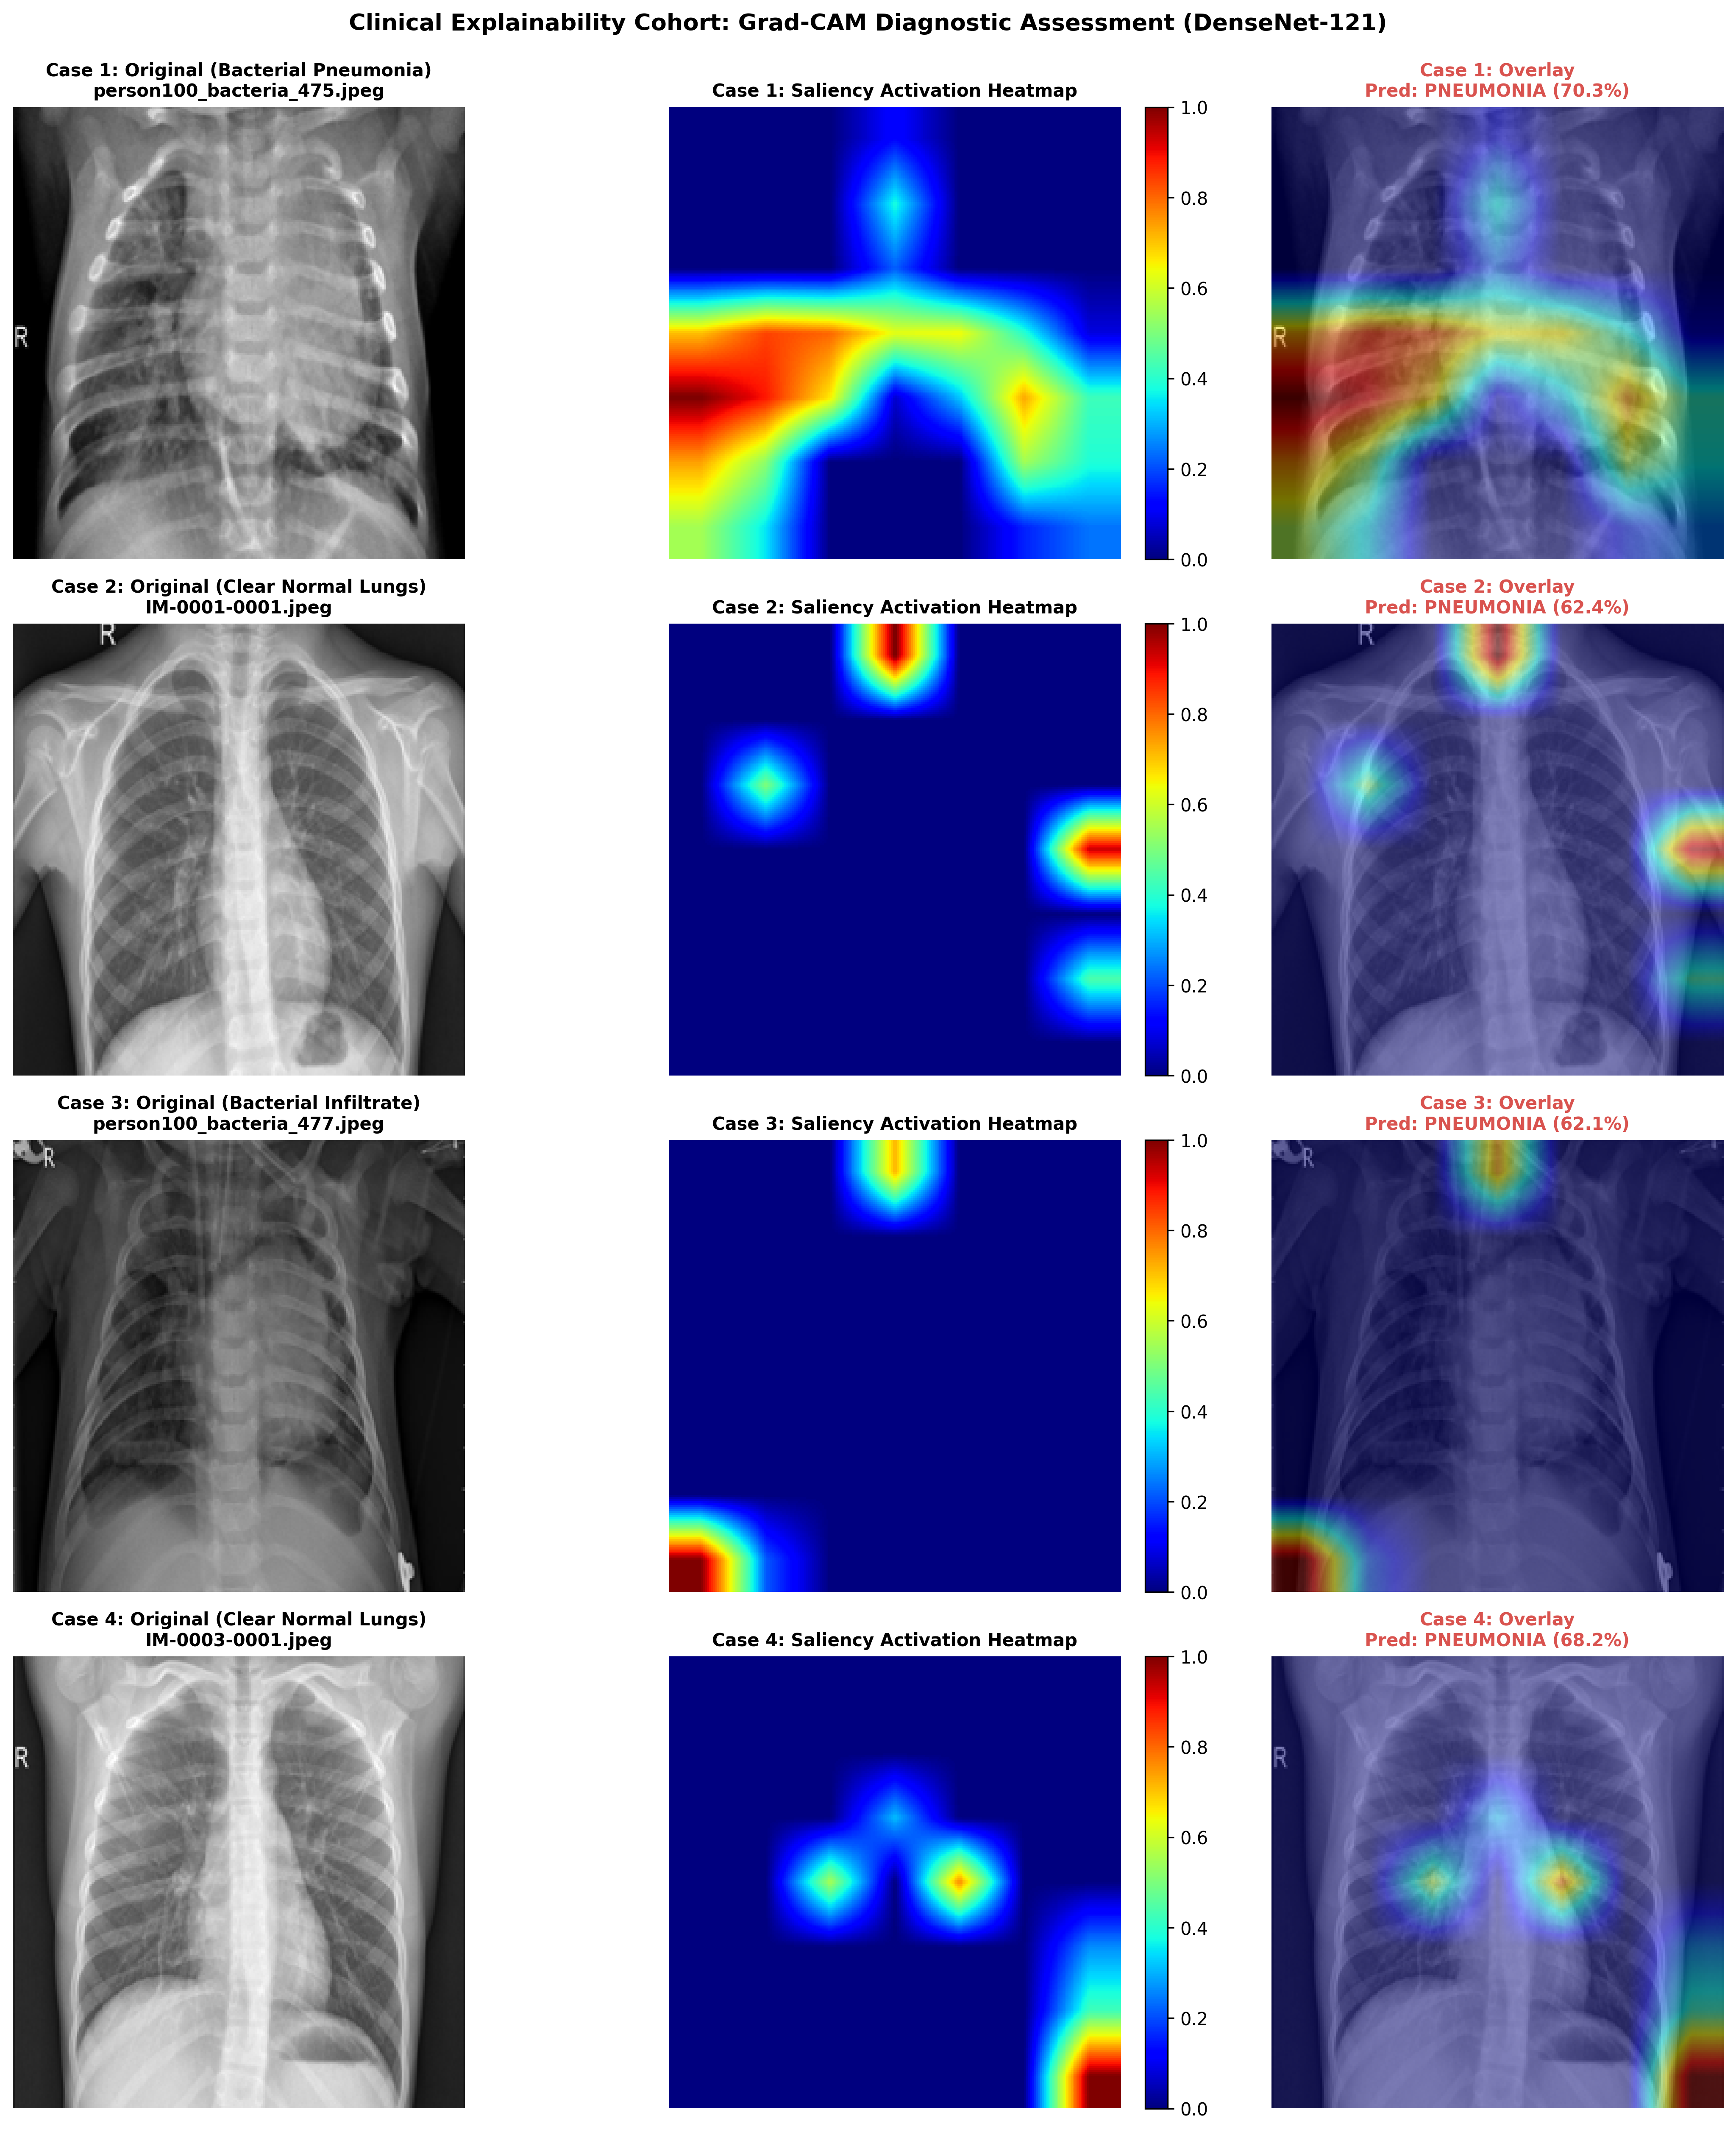 Clinical Explainability Cohort: Grad-CAM Diagnostic Assessment (DenseNet-121)
Case 1: Original (Bacterial Pneumonia)
person100_bacteria_475.jpeg
Case 1: Saliency Activation Heatmap
Case 1: Overlay
Pred: PNEUMONIA (70.3%)
R
1.0
0.8
0.6
0.4
0.2
0.0
R
Case 2: Original (Clear Normal Lungs)
IM-0001-0001.jpeg
Case 2: Saliency Activation Heatmap
Case 2: Overlay
Pred: PNEUMONIA (62.4%)
R
1.0
0.8
0.6
0.4
0.2
0.0
R
Case 3: Original (Bacterial Infiltrate)
person100_bacteria_477.jpeg
Case 3: Saliency Activation Heatmap
Case 3: Overlay
Pred: PNEUMONIA (62.1%)
R
1.0
0.8
0.6
0.4
0.2
0.0
R
Case 4: Original (Clear Normal Lungs)
IM-0003-0001.jpeg
Case 4: Saliency Activation Heatmap
Case 4: Overlay
Pred: PNEUMONIA (68.2%)
R
1.0
0.8
0.6
0.4
0.2
0.0
R